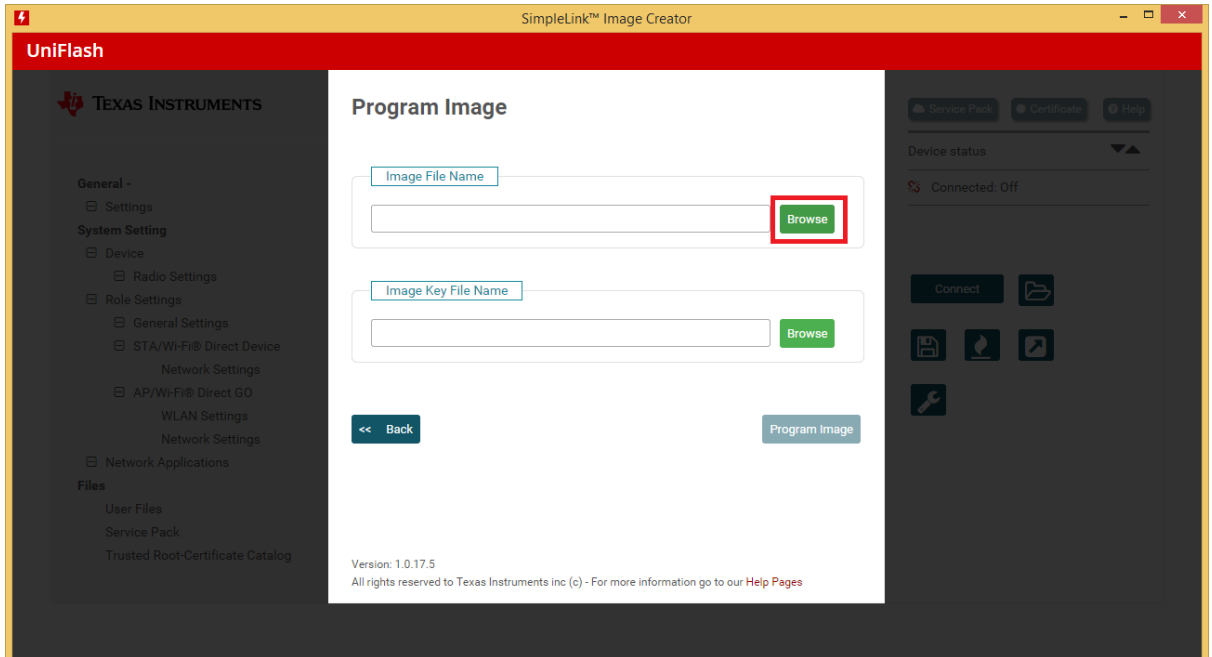 SimpleLink™ Image Creator
UniFlash
TEXAS INSTRUMENTS
General -
Settings
System Setting
Device
Radio Settings
Role Settings
General Settings
STA/Wi-Fi® Direct Device
Network Settings
AP/Wi-Fi® Direct GO
WLAN Settings
Network Settings
Network Applications
Files
User Files
Service Pack
Trusted Root-Certificate Catalog
Program Image
Image File Name
Browse
Image Key File Name
Browse
<< Back
Program Image
Version: 1.0.17.5
All rights reserved to Texas Instruments inc (c) - For more information go to our Help Pages
Service Pack
Certificate
Help
Device status
Connected: Off
Connect